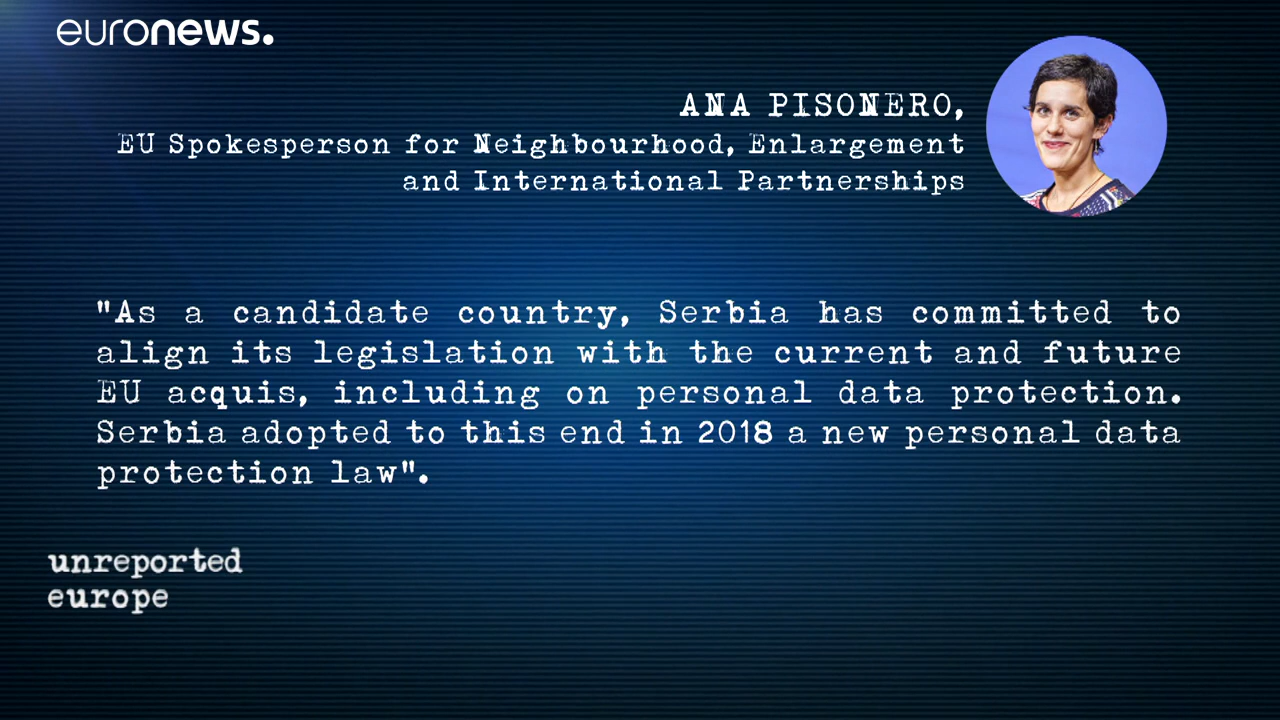 euronews.
ANA PISONERO,
EU Spokesperson for Neighbourhood, Enlargement
and International Partnerships
"As a candidate country, Serbia has committed to
align its legislation with the current and future
EU acquis, including on personal data protection.
Serbia adopted to this end in 2018 a new personal data
protection law".
unreported
europe